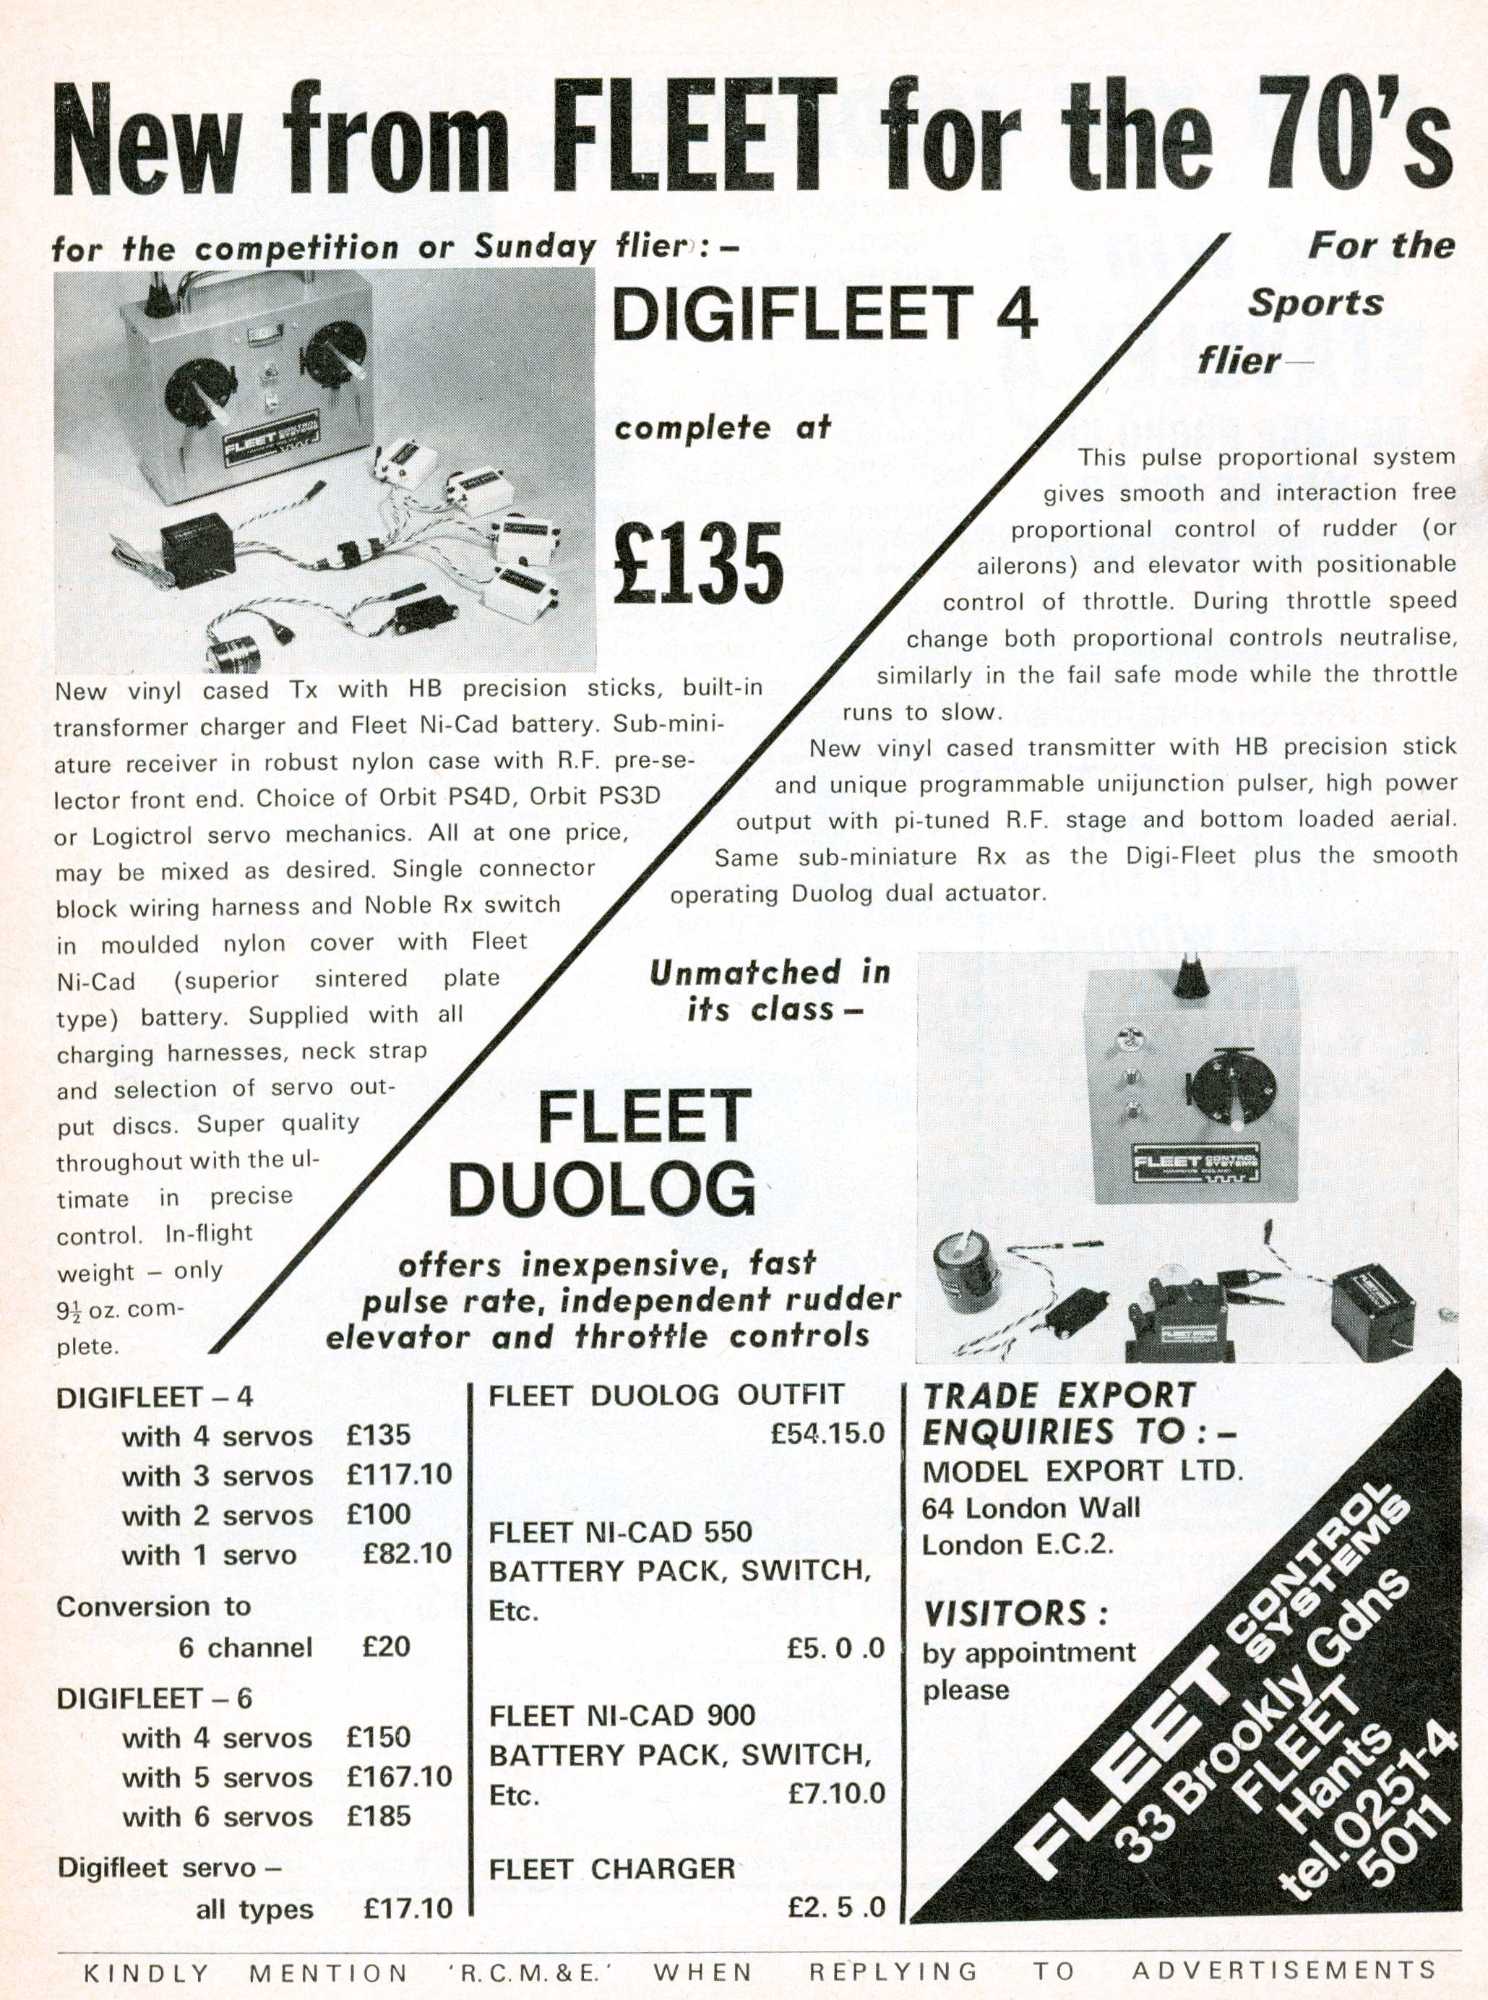 New from FLEET for the 70's
for the competition or Sunday flier : –
DIGIFLEET 4
complete at
£135
FLEET CONTROL SYSTEMS
New vinyl cased Tx with HB precision sticks, built-in
transformer charger and Fleet Ni-Cad battery. Sub-mini-
ature receiver in robust nylon case with R.F. pre-se-
lector front end. Choice of Orbit PS4D, Orbit PS3D
or Logictrol servo mechanics. All at one price,
may be mixed as desired. Single connector
block wiring harness and Noble Rx switch
in moulded nylon cover with Fleet
Ni-Cad (superior sintered plate
type) battery. Supplied with all
charging harnesses, neck strap
and selection of servo out-
put discs. Super quality
throughout with the ul-
timate in precise
control. In-flight
weight – only
9½ oz. com-
plete.
For the
Sports
flier—
This pulse proportional system
gives smooth and interaction free
proportional control of rudder (or
ailerons) and elevator with positionable
control of throttle. During throttle speed
change both proportional controls neutralise,
similarly in the fail safe mode while the throttle
runs to slow.
New vinyl cased transmitter with HB precision stick
and unique programmable unijunction pulser, high power
output with pi-tuned R.F. stage and bottom loaded aerial.
Same sub-miniature Rx as the Digi-Fleet plus the smooth
operating Duolog dual actuator.
Unmatched in
its class –
FLEET
DUOLOG
offers inexpensive, fast
pulse rate, independent rudder
elevator and throttle controls
FLEET CONTROL SYSTEMS
DIGIFLEET – 4
with 4 servos £135
with 3 servos £117.10
with 2 servos £100
with 1 servo £82.10
Conversion to
6 channel £20
DIGIFLEET – 6
with 4 servos £150
with 5 servos £167.10
with 6 servos £185
Digifleet servo –
all types £17.10
FLEET DUOLOG OUTFIT
£54.15.0
FLEET NI-CAD 550
BATTERY PACK, SWITCH,
Etc.
£5. 0 .0
FLEET NI-CAD 900
BATTERY PACK, SWITCH,
Etc. £7.10.0
FLEET CHARGER
£2. 5 .0
TRADE EXPORT
ENQUIRIES TO : –
MODEL EXPORT LTD.
64 London Wall
London E.C.2.
VISITORS :
by appointment
please
FLEET CONTROL SYSTEMS
33 Brookly Gdns
FLEET
Hants
tel.0251-4
5011
KINDLY MENTION 'R.C.M.&E.' WHEN REPLYING TO ADVERTISEMENTS